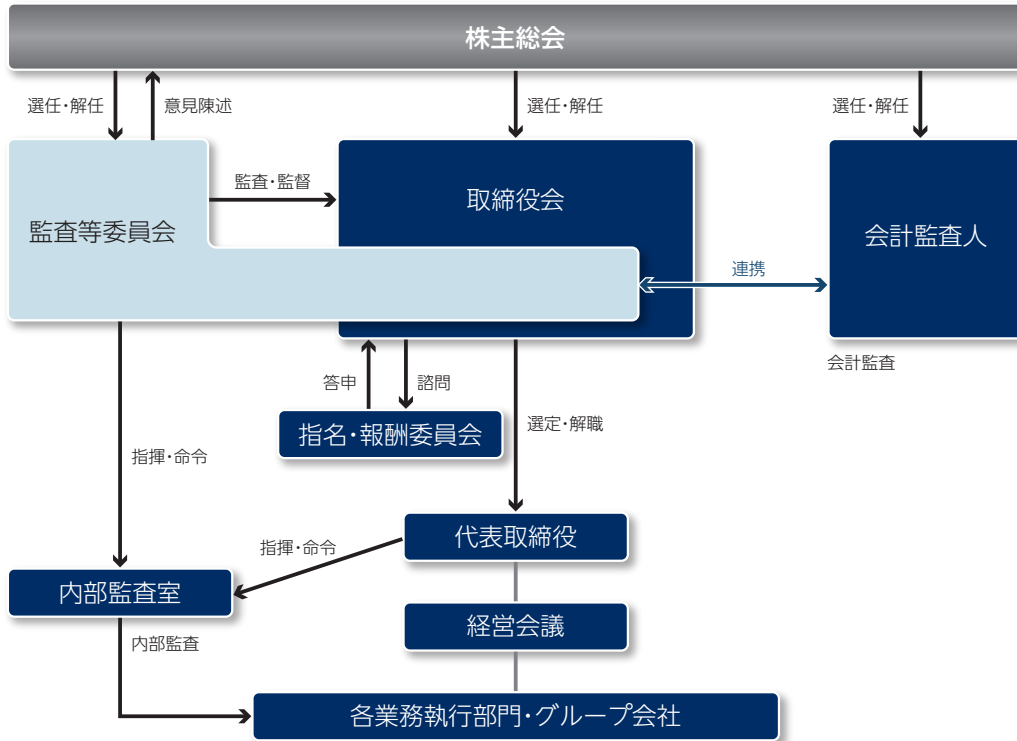 株主総会
選任・解任
意見陳述
選任・解任
選任・解任
監査・監督
取締役会
監査等委員会
会計監査人
連携
会計監査
答申
諮問
指名・報酬委員会
選定・解職
指揮・命令
代表取締役
指揮・命令
内部監査室
経営会議
内部監査
各業務執行部門・グループ会社